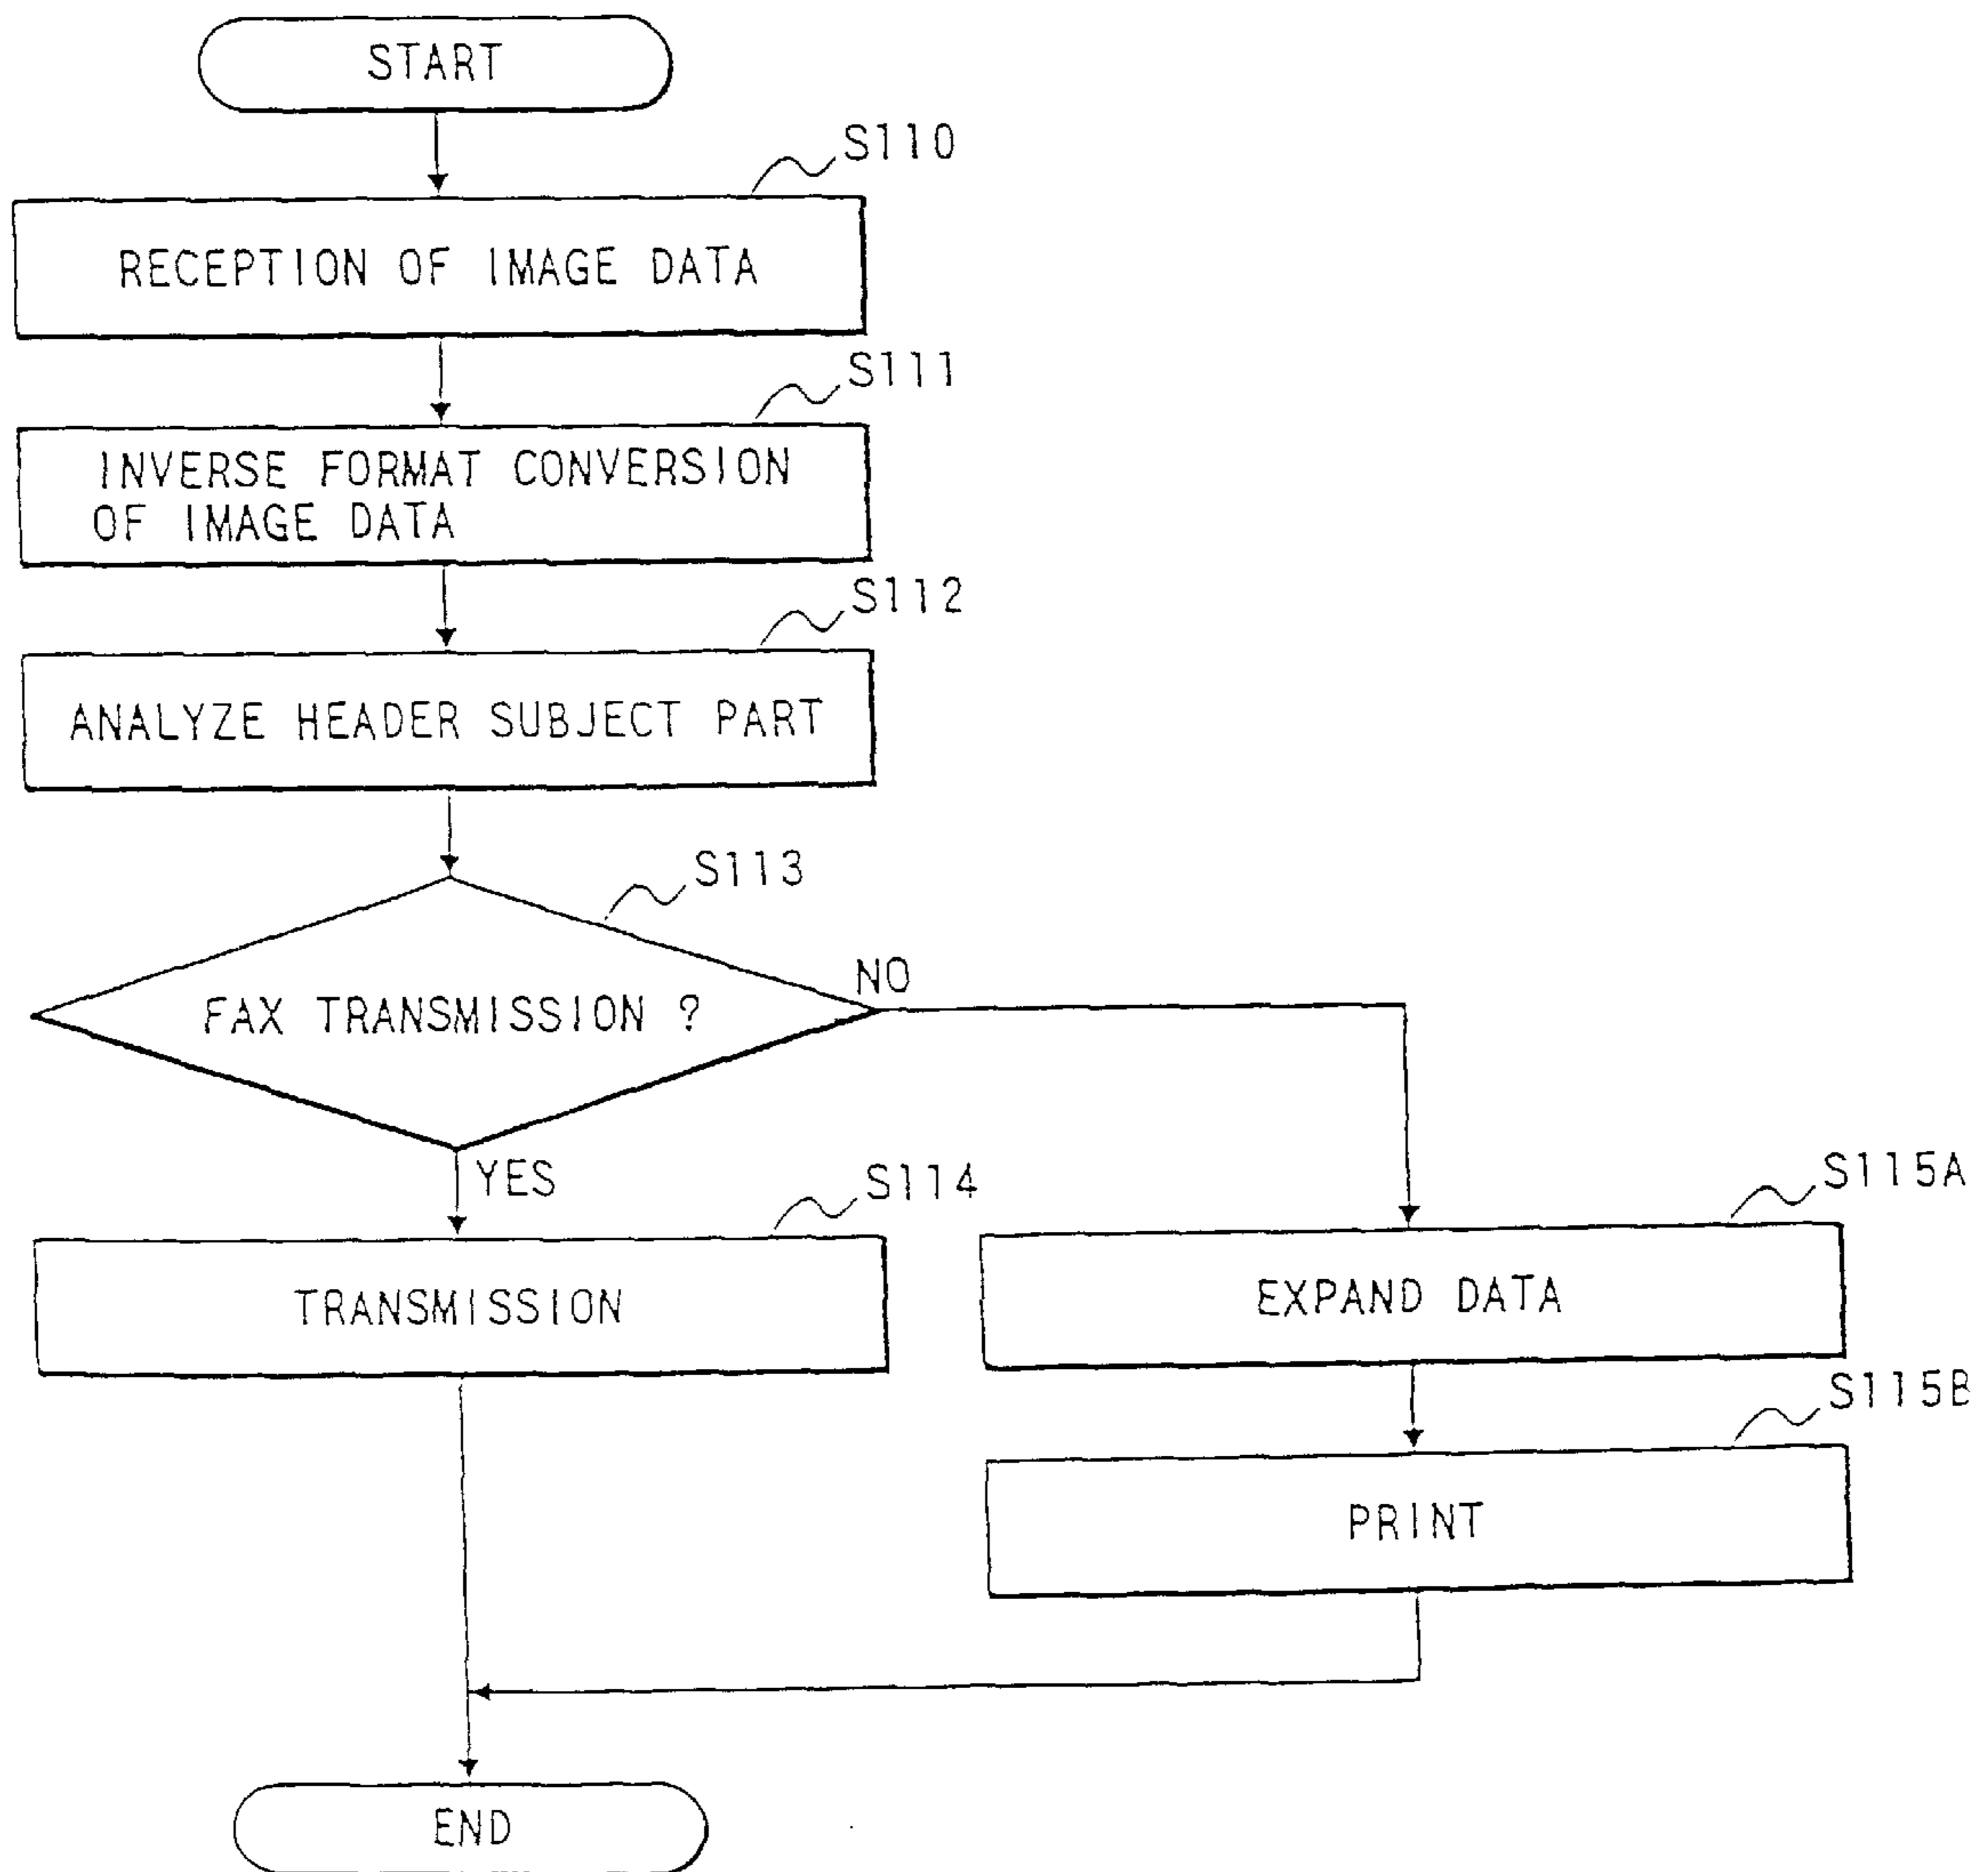 START
S110
RECEPTION OF IMAGE DATA
S111
INVERSE FORMAT CONVERSION
OF IMAGE DATA
S112
ANALYZE HEADER SUBJECT PART
S113
NO
FAX TRANSMISSION ?
YES
S114
TRANSMISSION
S115A
EXPAND DATA
S115B
PRINT
END